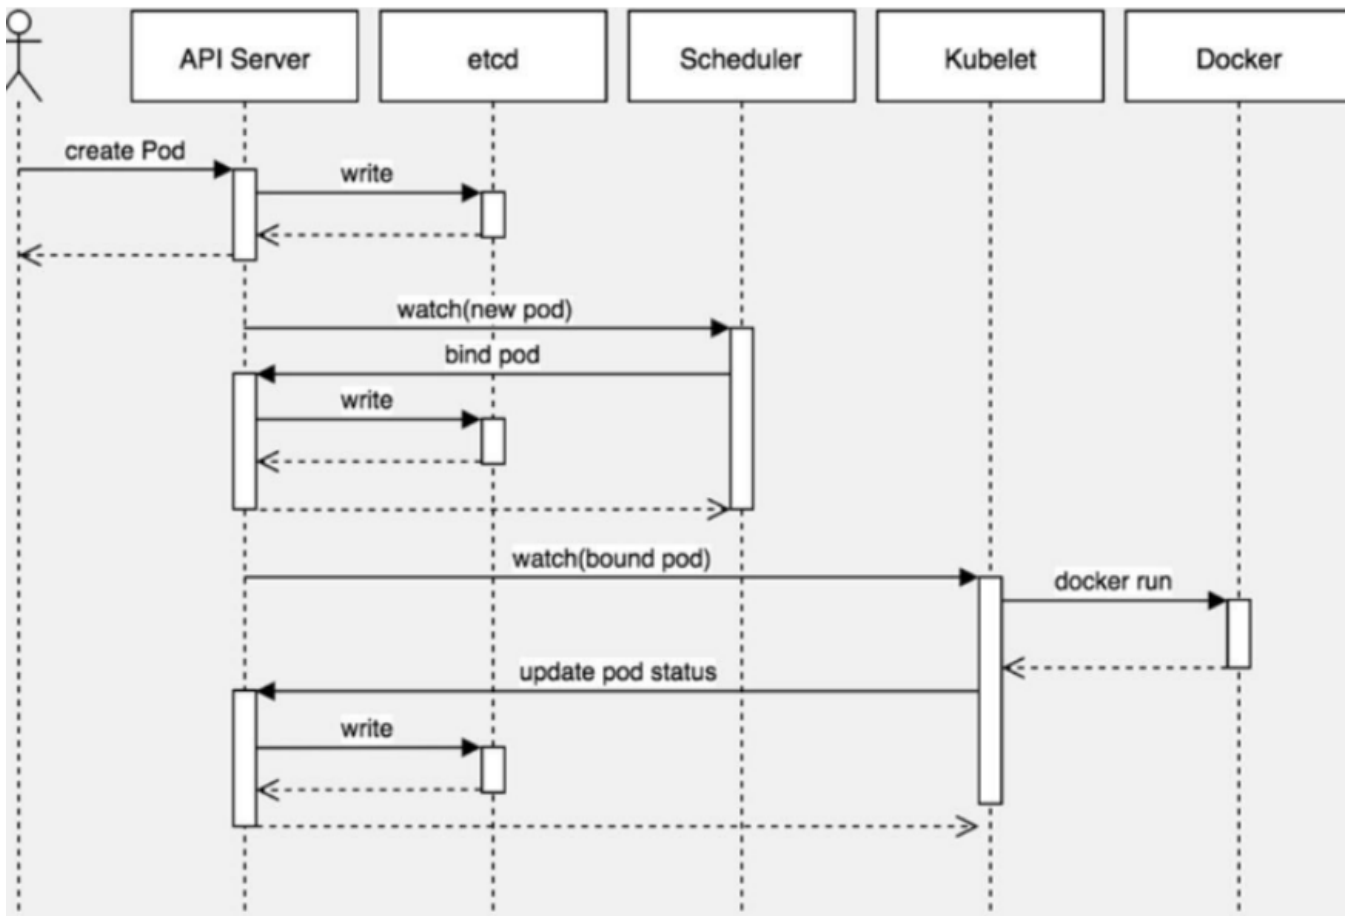 API Server
etcd
Scheduler
Kubelet
Docker
create Pod
write
watch(new pod)
bind pod
write
watch(bound pod)
docker run
update pod status
write